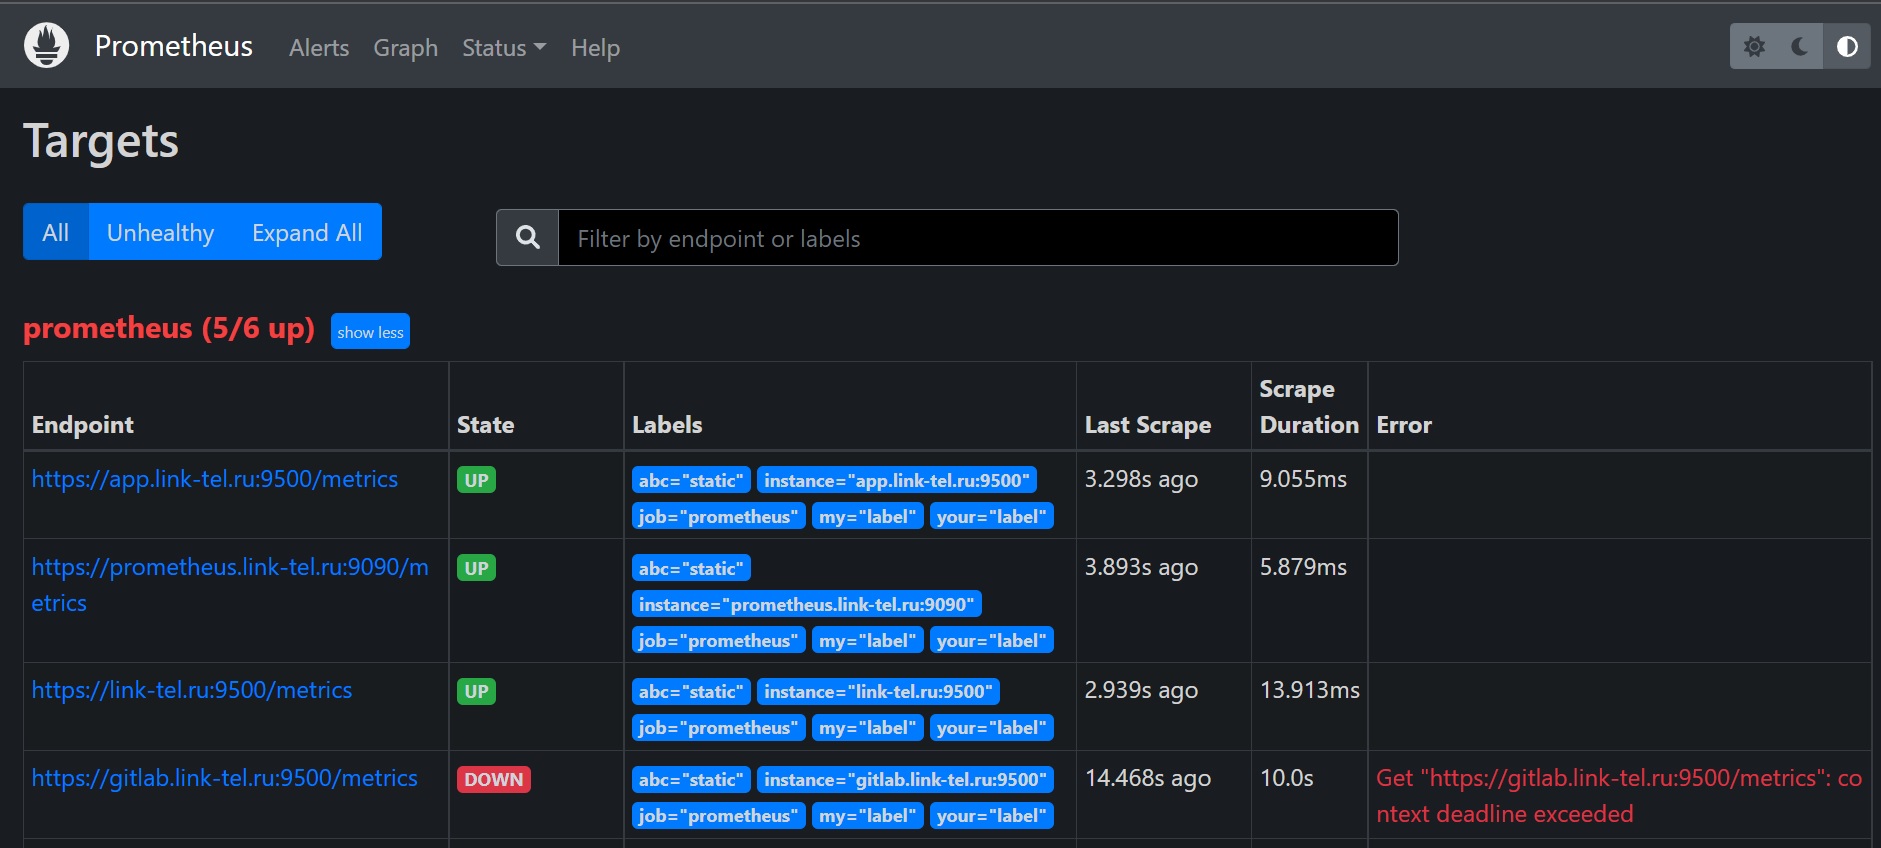 Prometheus Alerts Graph Status Help
Targets
All Unhealthy Expand All
Filter by endpoint or labels
prometheus (5/6 up) show less
Endpoint State Labels Last Scrape Scrape Duration Error
https://app.link-tel.ru:9500/metrics UP abc="static" instance="app.link-tel.ru:9500" 3.298s ago 9.055ms
job="prometheus" my="label" your="label"
https://prometheus.link-tel.ru:9090/m UP abc="static" 3.893s ago 5.879ms
etrics instance="prometheus.link-tel.ru:9090"
job="prometheus" my="label" your="label"
https://link-tel.ru:9500/metrics UP abc="static" instance="link-tel.ru:9500" 2.939s ago 13.913ms
job="prometheus" my="label" your="label"
https://gitlab.link-tel.ru:9500/metrics DOWN abc="static" instance="gitlab.link-tel.ru:9500" 14.468s ago 10.0s Get "https://gitlab.link-tel.ru:9500/metrics": co
job="prometheus" my="label" your="label" ntext deadline exceeded